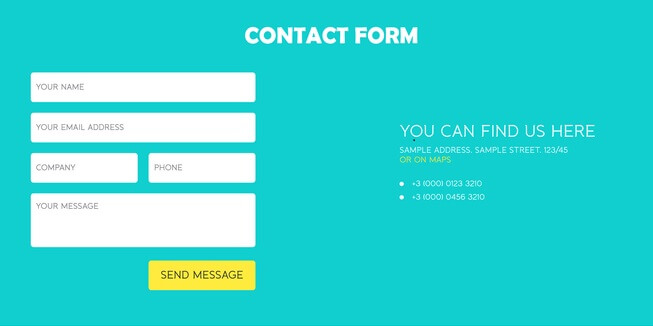 CONTACT FORM
YOUR NAME
YOUR EMAIL ADDRESS
COMPANY
PHONE
YOUR MESSAGE
SEND MESSAGE
YOU CAN FIND US HERE
SAMPLE ADDRESS. SAMPLE STREET. 123/45
OR ON MAPS
+3 (000) 0123 3210
+3 (000) 0456 3210